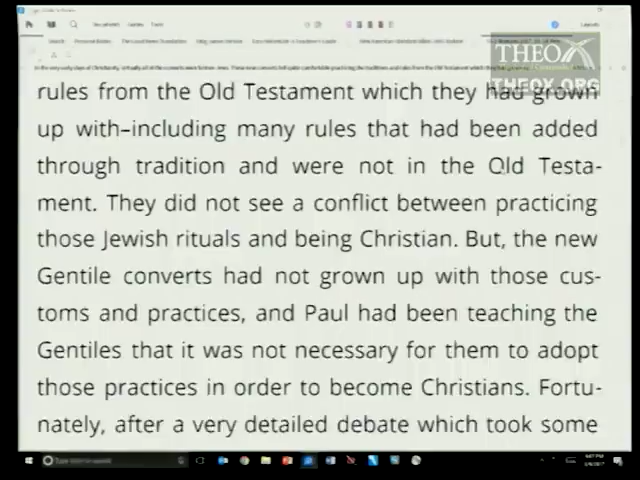 THEOX
THEOX.ORG
rules from the Old Testament which they had grown
up with–including many rules that had been added
through tradition and were not in the Old Testa-
ment. They did not see a conflict between practicing
those Jewish rituals and being Christian. But, the new
Gentile converts had not grown up with those cus-
toms and practices, and Paul had been teaching the
Gentiles that it was not necessary for them to adopt
those practices in order to become Christians. Fortu-
nately, after a very detailed debate which took some